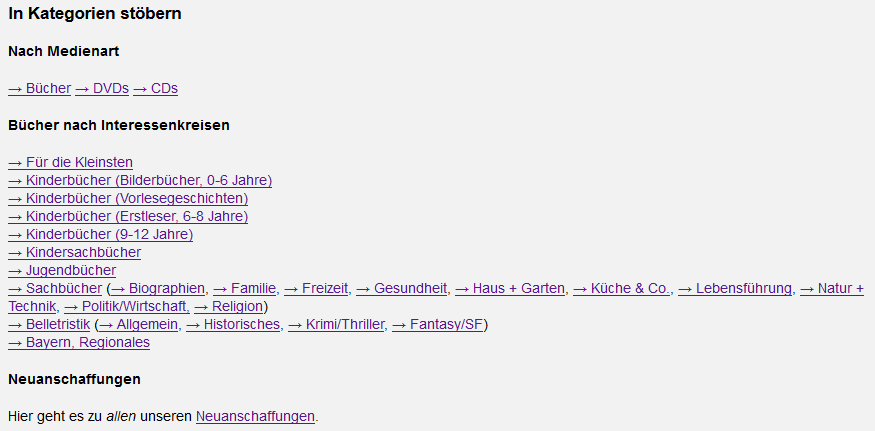 In Kategorien stöbern
Nach Medienart
→ Bücher → DVDs → CDs
Bücher nach Interessenkreisen
→ Für die Kleinsten
→ Kinderbücher (Bilderbücher, 0-6 Jahre)
→ Kinderbücher (Vorlesegeschichten)
→ Kinderbücher (Erstleser, 6-8 Jahre)
→ Kinderbücher (9-12 Jahre)
→ Kindersachbücher
→ Jugendbücher
→ Sachbücher (→ Biographien, → Familie, → Freizeit, → Gesundheit, → Haus + Garten, → Küche & Co., → Lebensführung, → Natur +
Technik, → Politik/Wirtschaft, → Religion)
→ Belletristik (→ Allgemein, → Historisches, → Krimi/Thriller, → Fantasy/SF)
→ Bayern, Regionales
Neuanschaffungen
Hier geht es zu allen unseren Neuanschaffungen.